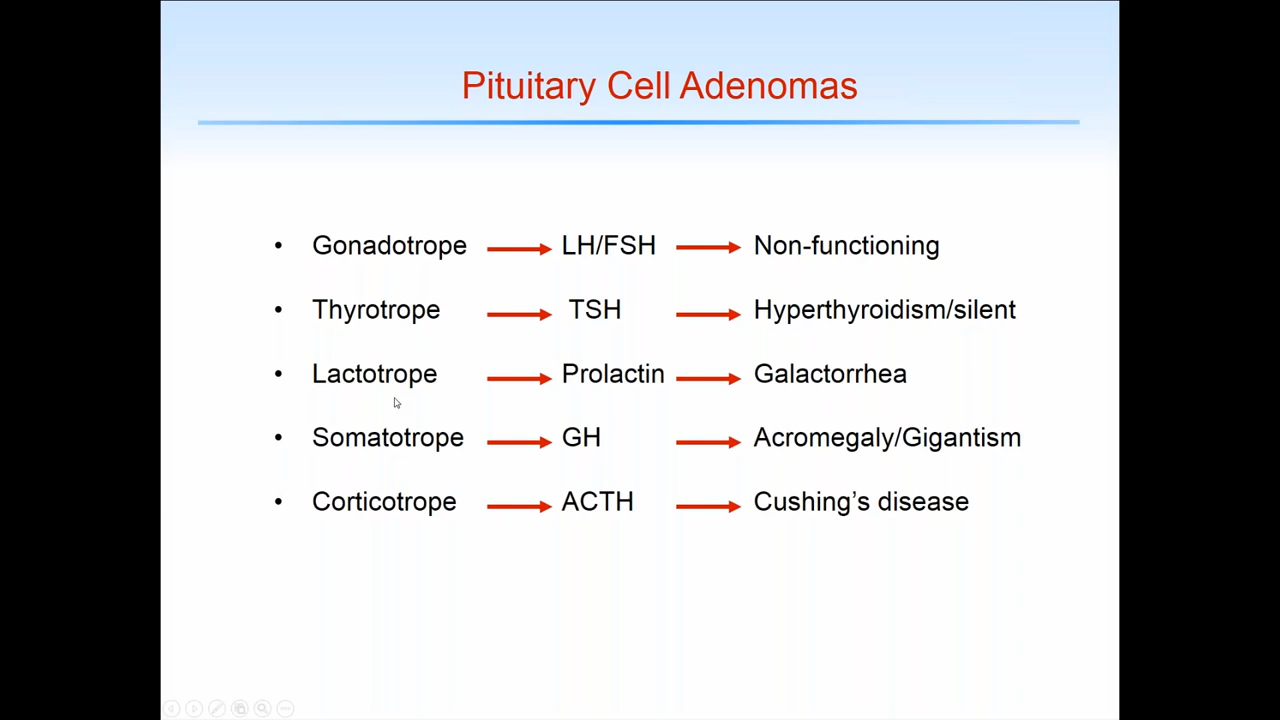 Pituitary Cell Adenomas
• Gonadotrope LH/FSH Non-functioning
• Thyrotrope TSH Hyperthyroidism/silent
• Lactotrope Prolactin Galactorrhea
• Somatotrope GH Acromegaly/Gigantism
• Corticotrope ACTH Cushing’s disease